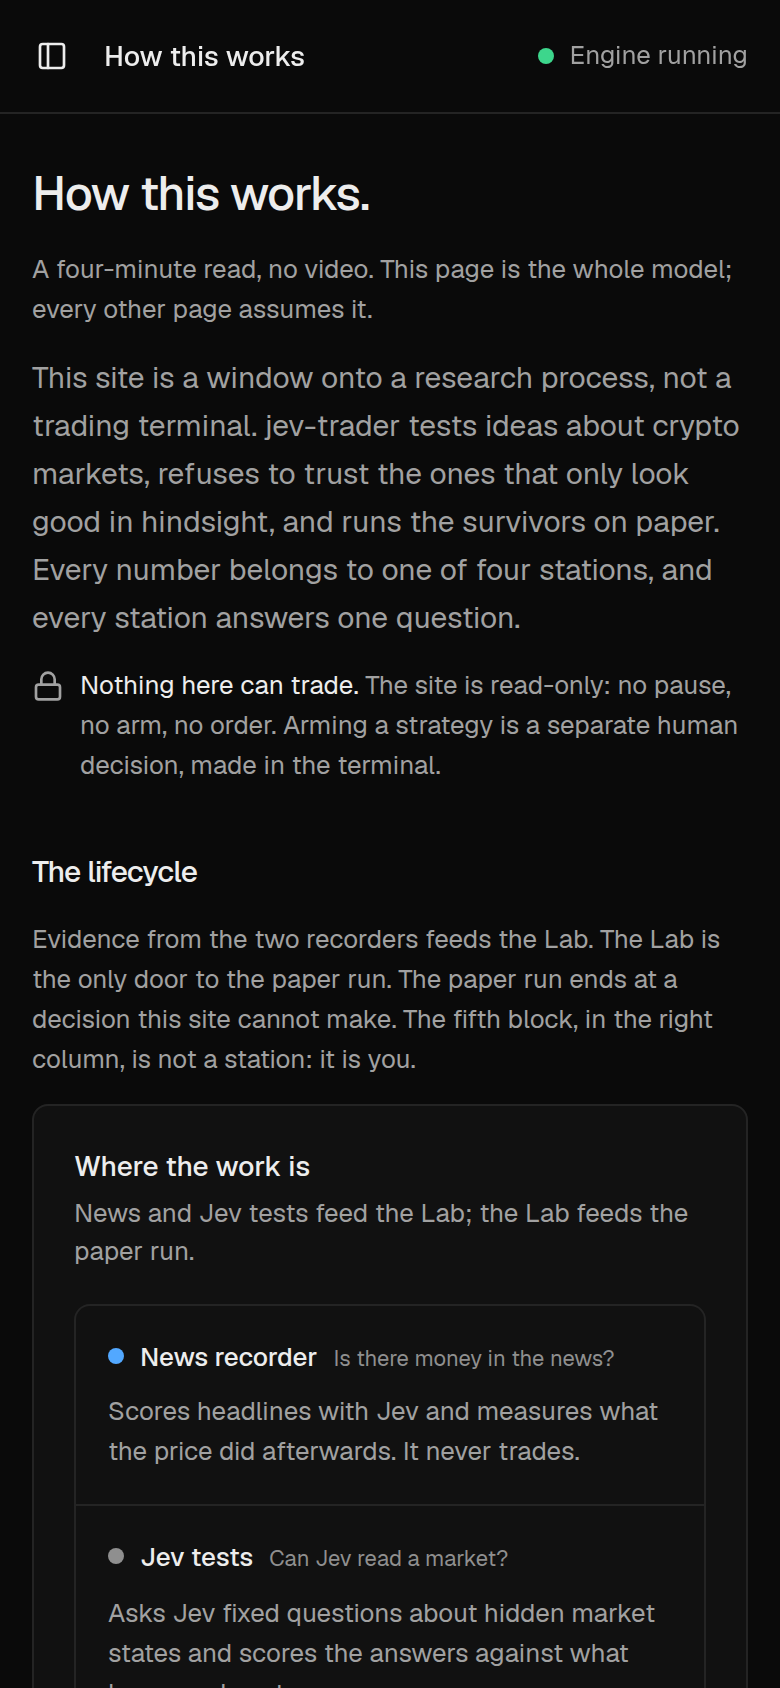 How this works
Engine running
How this works.
A four-minute read, no video. This page is the whole model;
every other page assumes it.
This site is a window onto a research process, not a
trading terminal. jev-trader tests ideas about crypto
markets, refuses to trust the ones that only look
good in hindsight, and runs the survivors on paper.
Every number belongs to one of four stations, and
every station answers one question.
Nothing here can trade. The site is read-only: no pause,
no arm, no order. Arming a strategy is a separate human
decision, made in the terminal.
The lifecycle
Evidence from the two recorders feeds the Lab. The Lab is
the only door to the paper run. The paper run ends at a
decision this site cannot make. The fifth block, in the right
column, is not a station: it is you.
Where the work is
News and Jev tests feed the Lab; the Lab feeds the
paper run.
News recorder Is there money in the news?
Scores headlines with Jev and measures what
the price did afterwards. It never trades.
Jev tests Can Jev read a market?
Asks Jev fixed questions about hidden market
states and scores the answers against what